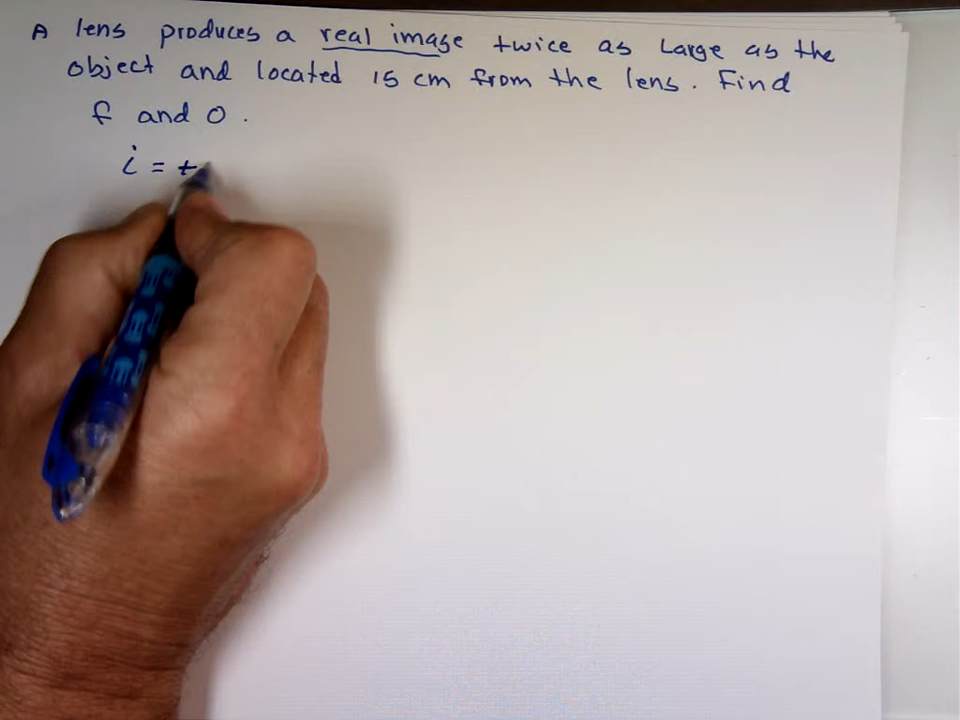 A lens produces a real image twice as large as the
object and located 15 cm from the lens. Find
f and o.
i = +